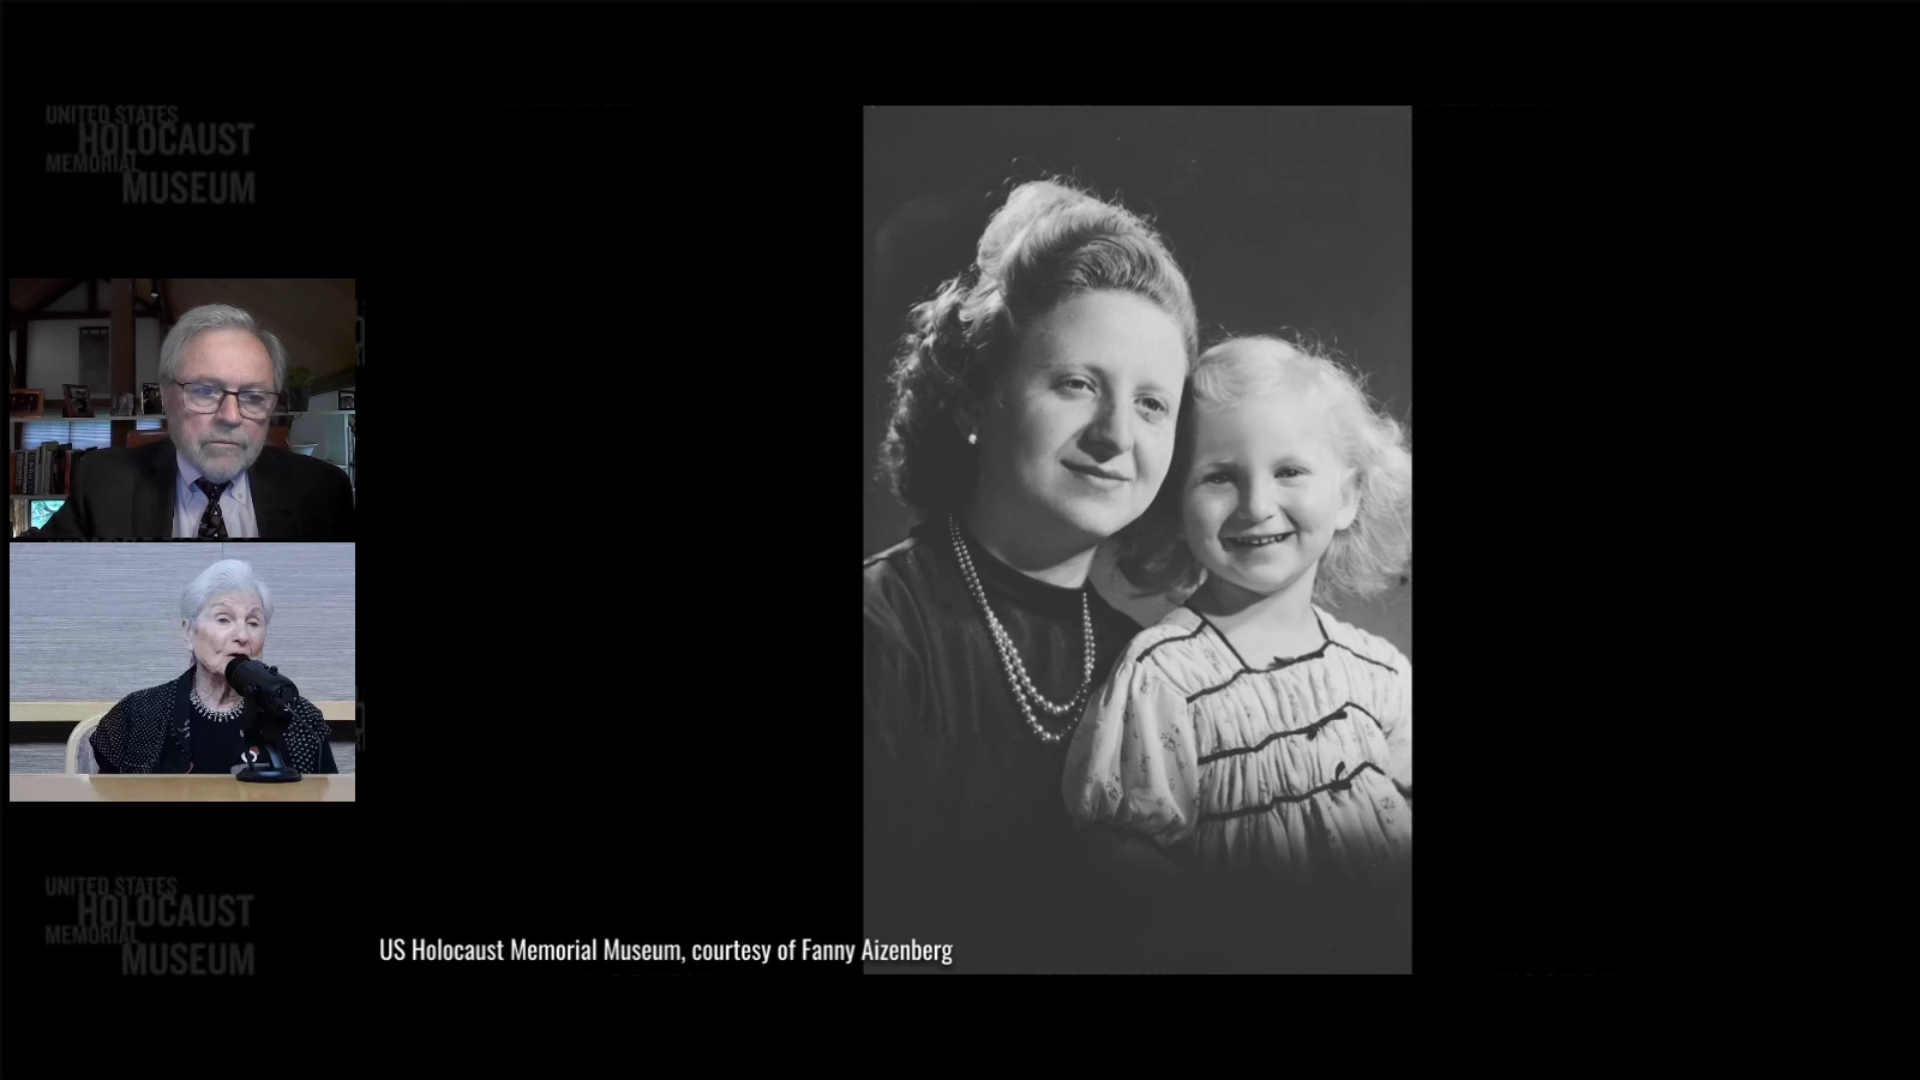 UNITED STATES
HOLOCAUST
MEMORIAL
MUSEUM
US Holocaust Memorial Museum, courtesy of Fanny Aizenberg
UNITED STATES
HOLOCAUST
MEMORIAL
MUSEUM